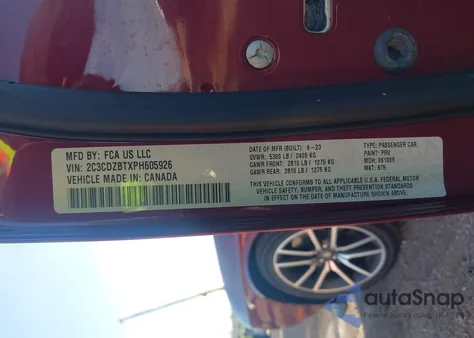 MFD BY: FCA US LLC
VIN: 2C3CDZBTXPH605926
VEHICLE MADE IN: CANADA
DATE OF MFR (BUILT): 6-23
GVWR: 5300 LB / 2405 KG
GAWR FRONT: 2810 LB / 1275 KG
GAWR REAR: 2810 LB / 1275 KG
TYPE: PASSENGER CAR
PAINT: PRV
MDH: 061009
MKT: 879
THIS VEHICLE CONFORMS TO ALL APPLICABLE U.S.A. FEDERAL MOTOR
VEHICLE SAFETY, BUMPER, AND THEFT PREVENTION STANDARDS
IN EFFECT ON THE DATE OF MANUFACTURE SHOWN ABOVE.
autoSnap